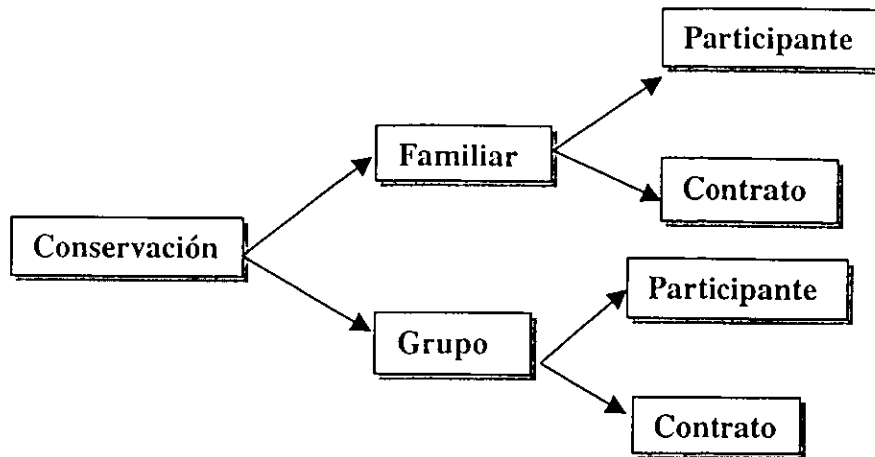 Participante
Familiar
Contrato
Conservación
Participante
Grupo
Contrato